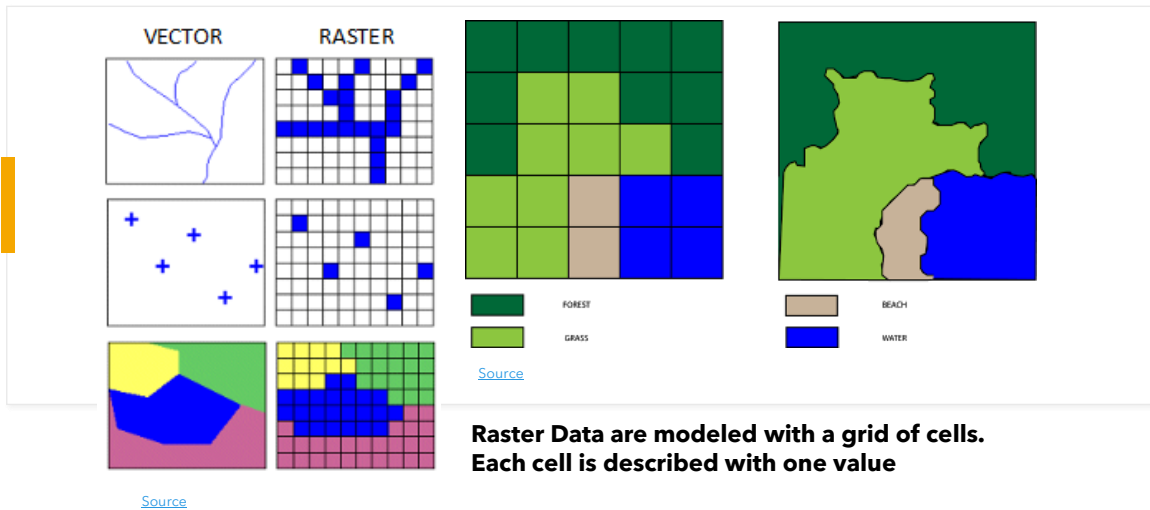 VECTOR
RASTER
FOREST
GRASS
BEACH
WATER
Source
Raster Data are modeled with a grid of cells.
Each cell is described with one value
Source